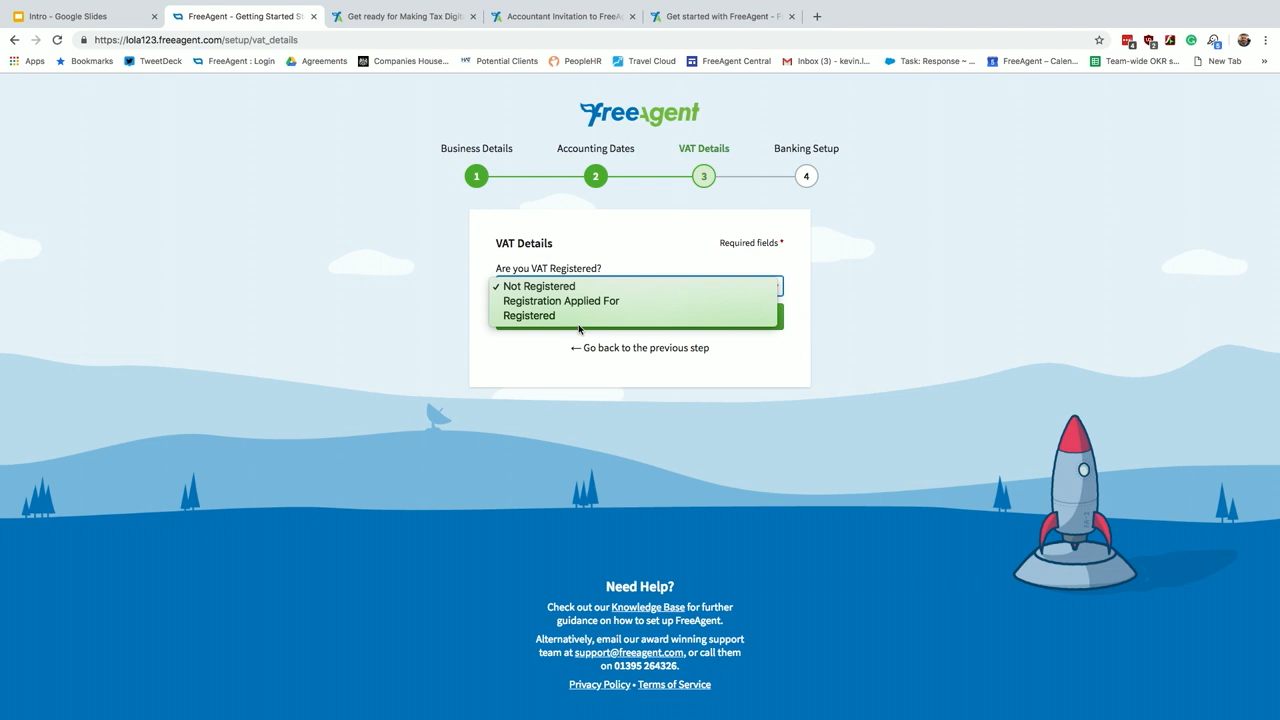 Intro - Google Slides
FreeAgent - Getting Started S
Get ready for Making Tax Digit
Accountant Invitation to FreeA
Get started with FreeAgent - F
https://lola123.freeagent.com/setup/vat_details
Apps
Bookmarks
TweetDeck
FreeAgent : Login
Agreements
Companies House...
Potential Clients
PeopleHR
Travel Cloud
FreeAgent Central
Inbox (3) - kevin.l...
Task: Response ~ ...
FreeAgent – Calen...
Team-wide OKR s...
New Tab
freeagent
Business Details
Accounting Dates
VAT Details
Banking Setup
1
2
3
4
VAT Details
Required fields *
Are you VAT Registered?
✓ Not Registered
Registration Applied For
Registered
← Go back to the previous step
Need Help?
Check out our Knowledge Base for further
guidance on how to set up FreeAgent.
Alternatively, email our award winning support
team at support@freeagent.com, or call them
on 01395 264326.
Privacy Policy • Terms of Service